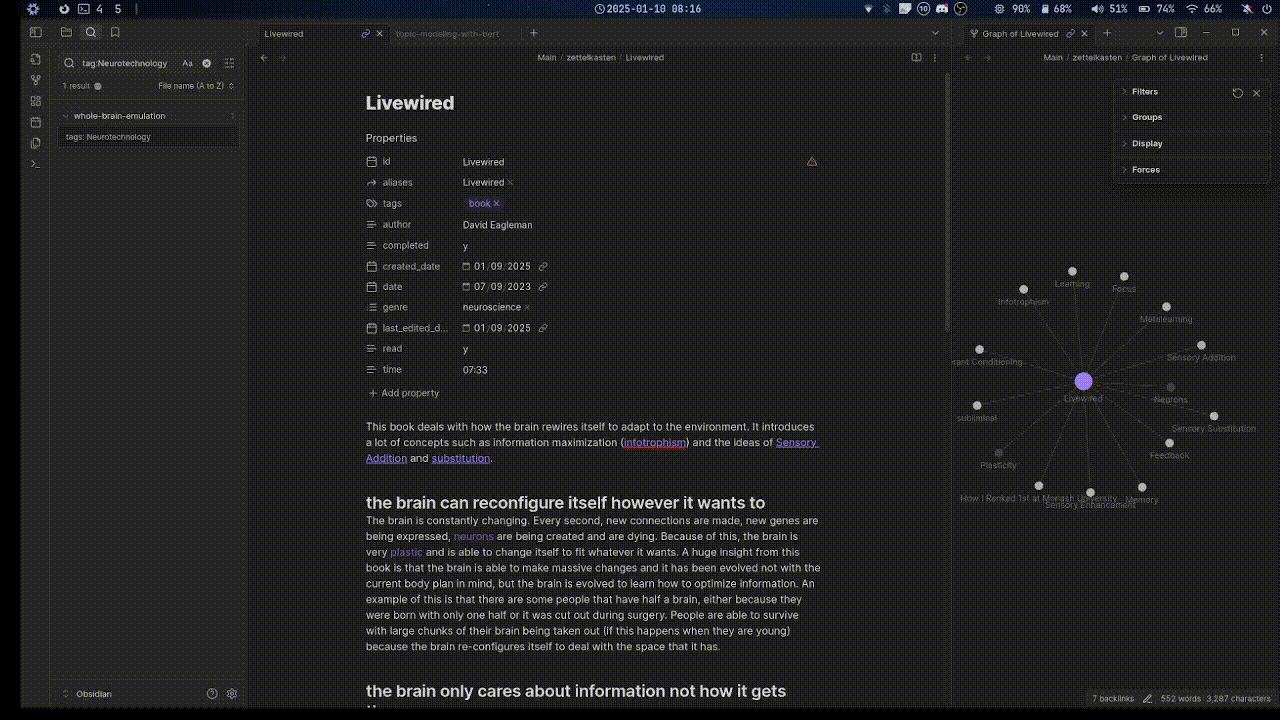 4 5
2025-01-10 08:16
10
90% 68% 51% 74% 66%
Livewired
topic-modeling-with-bert
Graph of Livewired
tag:Neurotechnology
Aa
Main / zettelkasten / Livewired
Main / zettelkasten / Graph of Livewired
1 result
File name (A to Z)
whole-brain-emulation 1
tags: Neurotechnology
Livewired
Properties
id Livewired
aliases Livewired
tags book
author David Eagleman
completed y
created_date 01/09/2025
date 07/09/2023
genre neuroscience
last_edited_d... 01/09/2025
read y
time 07:33
Add property
This book deals with how the brain rewires itself to adapt to the environment. It introduces
a lot of concepts such as information maximization (infotrophism) and the ideas of Sensory
Addition and substitution.
the brain can reconfigure itself however it wants to
The brain is constantly changing. Every second, new connections are made, new genes are
being expressed, neurons are being created and are dying. Because of this, the brain is
very plastic and is able to change itself to fit whatever it wants. A huge insight from this
book is that the brain is able to make massive changes and it has been evolved not with the
current body plan in mind, but the brain is evolved to learn how to optimize information. An
example of this is that there are some people that have half a brain, either because they
were born with only one half or it was cut out during surgery. People are able to survive
with large chunks of their brain being taken out (if this happens when they are young)
because the brain re-configures itself to deal with the space that it has.
the brain only cares about information not how it gets
Filters
Groups
Display
Forces
Learning
Focus
Infotrophism
Metalearning
Sensory Addition
rant Conditioning
Livewired
Neurons
subliminal
Sensory Substitution
Feedback
Plasticity
How I Ranked 1st at Monash University
Memory
Sensory Enhancement
Obsidian
7 backlinks
552 words 3,287 characters